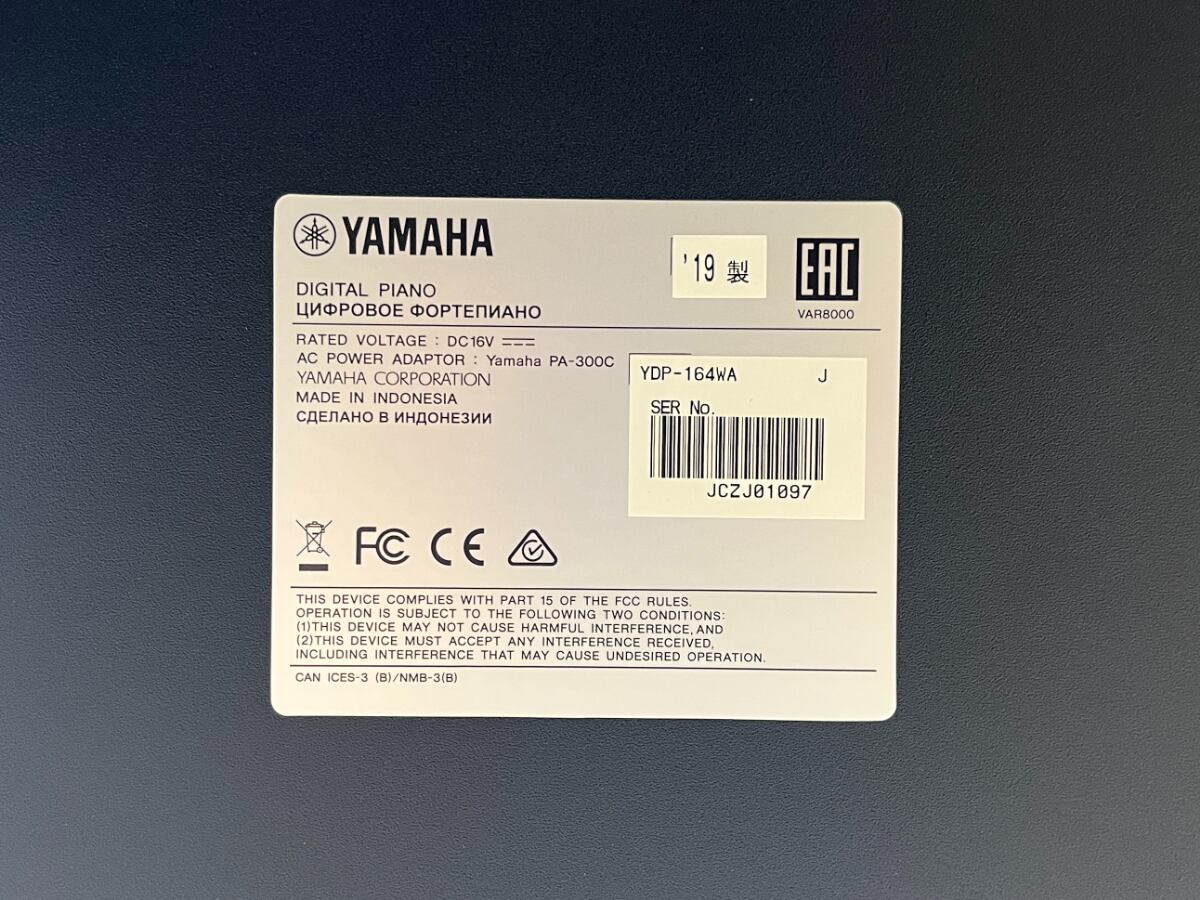 YAMAHA
'19 製
EAC
VAR8000
DIGITAL PIANO
ЦИФРОВОЕ ФОРТЕПИАНО
RATED VOLTAGE : DC16V
AC POWER ADAPTOR : Yamaha PA-300C
YAMAHA CORPORATION
MADE IN INDONESIA
СДЕЛАНО В ИНДОНЕЗИИ
YDP-164WA J
SER No.
JCZJ01097
FC CE
THIS DEVICE COMPLIES WITH PART 15 OF THE FCC RULES.
OPERATION IS SUBJECT TO THE FOLLOWING TWO CONDITIONS:
(1)THIS DEVICE MAY NOT CAUSE HARMFUL INTERFERENCE, AND
(2)THIS DEVICE MUST ACCEPT ANY INTERFERENCE RECEIVED,
INCLUDING INTERFERENCE THAT MAY CAUSE UNDESIRED OPERATION.
CAN ICES-3 (B)/NMB-3(B)